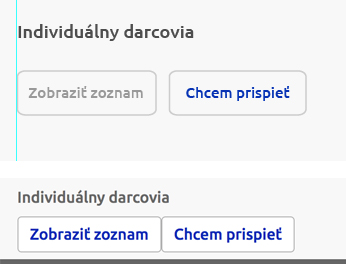 Individuálny darcovia
Zobraziť zoznam Chcem prispieť
Individuálny darcovia
Zobraziť zoznam Chcem prispieť